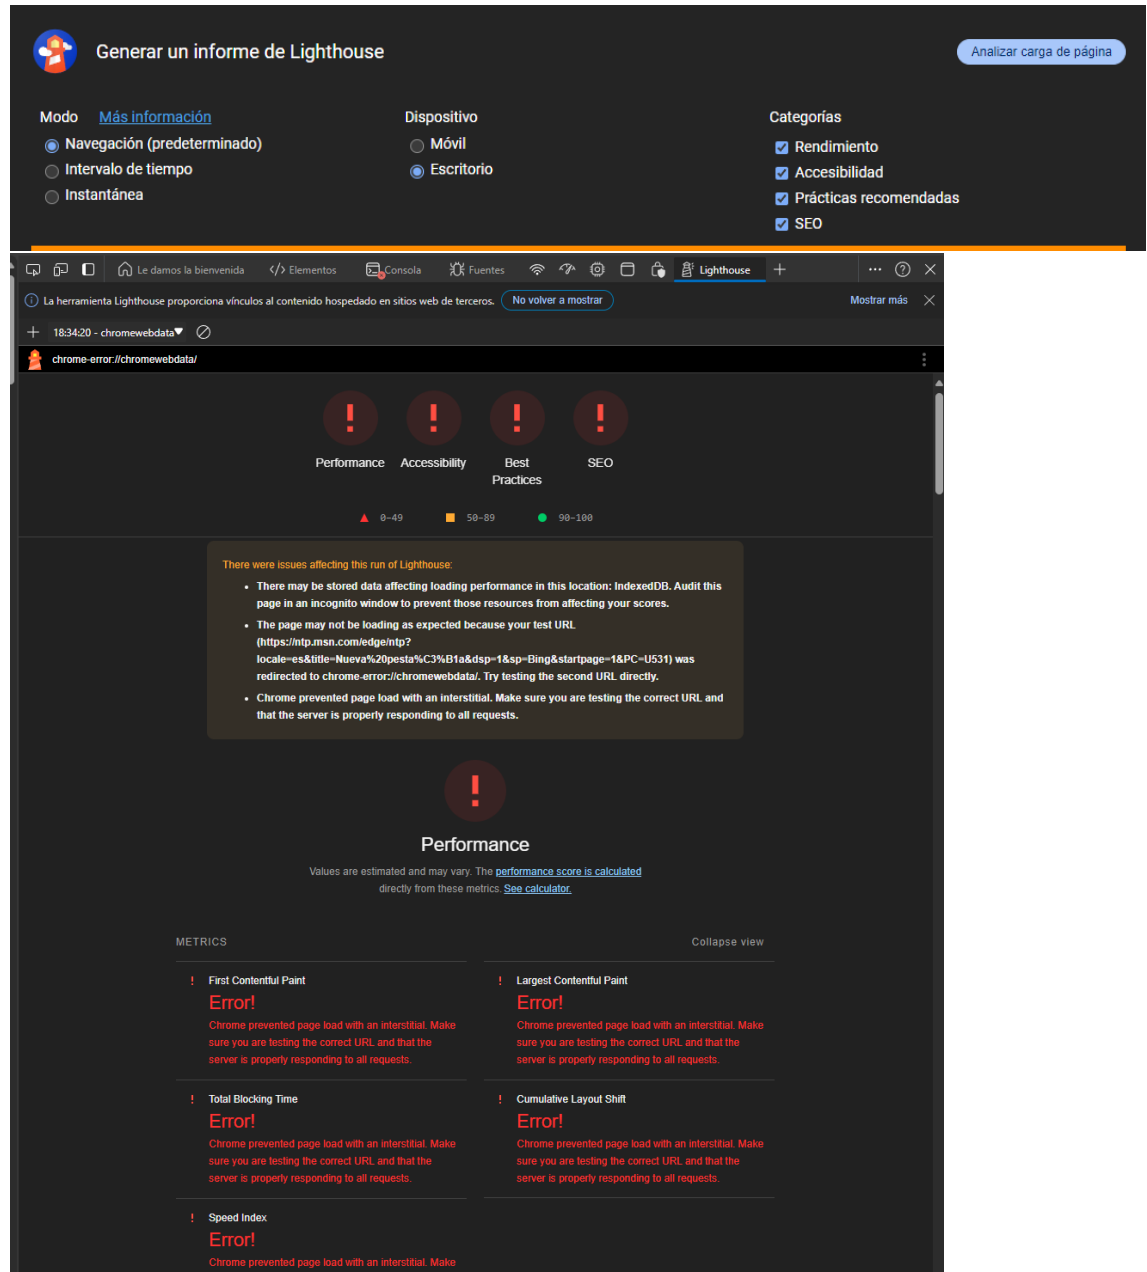 Generar un informe de Lighthouse
Analizar carga de página
Modo Más información
Navegación (predeterminado)
Intervalo de tiempo
Instantánea
Dispositivo
Móvil
Escritorio
Categorías
Rendimiento
Accesibilidad
Prácticas recomendadas
SEO
Le damos la bienvenida </> Elementos Consola Fuentes Lighthouse
La herramienta Lighthouse proporciona vínculos al contenido hospedado en sitios web de terceros. No volver a mostrar Mostrar más
18:34:20 - chromewebdata
chrome-error://chromewebdata/
Performance
Accessibility
Best
Practices
SEO
0–49 50–89 90–100
There were issues affecting this run of Lighthouse:
• There may be stored data affecting loading performance in this location: IndexedDB. Audit this
page in an incognito window to prevent those resources from affecting your scores.
• The page may not be loading as expected because your test URL
(https://ntp.msn.com/edge/ntp?
locale=es&title=Nueva%20pesta%C3%B1a&dsp=1&sp=Bing&startpage=1&PC=U531) was
redirected to chrome-error://chromewebdata/. Try testing the second URL directly.
• Chrome prevented page load with an interstitial. Make sure you are testing the correct URL and
that the server is properly responding to all requests.
Performance
Values are estimated and may vary. The performance score is calculated
directly from these metrics. See calculator.
METRICS Collapse view
First Contentful Paint
Error!
Chrome prevented page load with an interstitial. Make
sure you are testing the correct URL and that the
server is properly responding to all requests.
Largest Contentful Paint
Error!
Chrome prevented page load with an interstitial. Make
sure you are testing the correct URL and that the
server is properly responding to all requests.
Total Blocking Time
Error!
Chrome prevented page load with an interstitial. Make
sure you are testing the correct URL and that the
server is properly responding to all requests.
Cumulative Layout Shift
Error!
Chrome prevented page load with an interstitial. Make
sure you are testing the correct URL and that the
server is properly responding to all requests.
Speed Index
Error!
Chrome prevented page load with an interstitial. Make